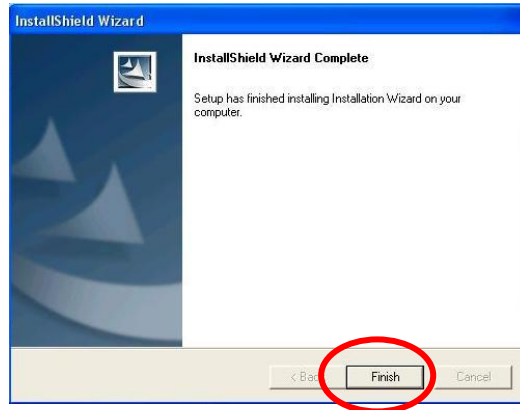 InstallShield Wizard
InstallShield Wizard Complete
Setup has finished installing Installation Wizard on your
computer.
Finish
Cancel